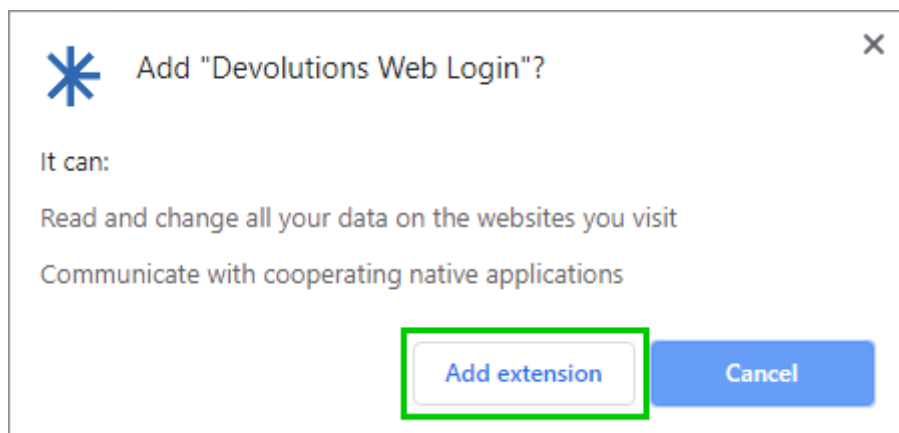 Add "Devolutions Web Login"?
It can:
Read and change all your data on the websites you visit
Communicate with cooperating native applications
Add extension
Cancel